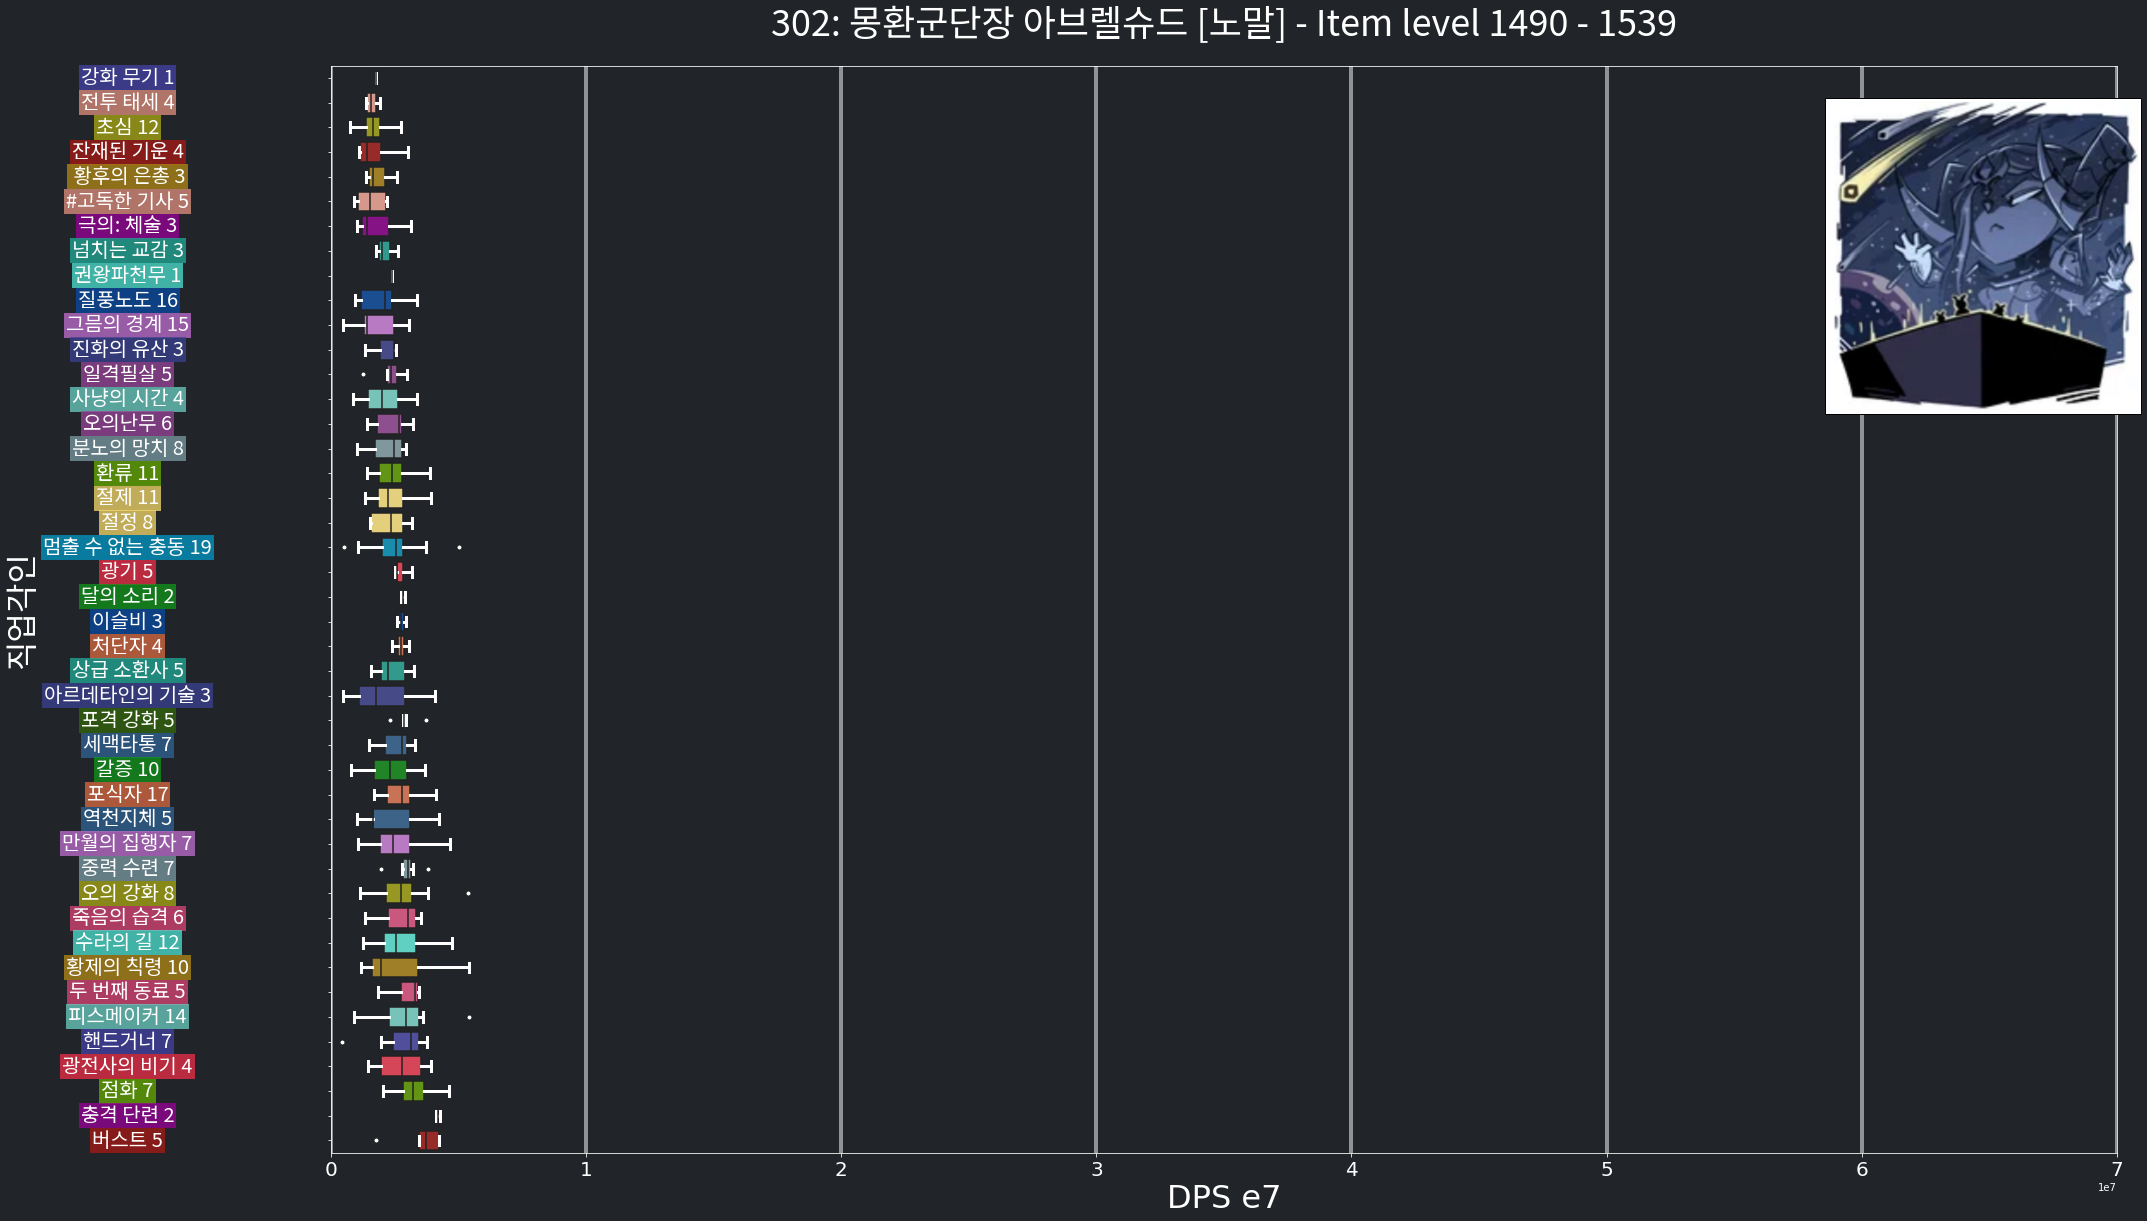 302: 몽환군단장 아브렐슈드 [노말] - Item level 1490 - 1539
강화 무기 1
전투 태세 4
초심 12
잔재된 기운 4
황후의 은총 3
#고독한 기사 5
극의: 체술 3
넘치는 교감 3
권왕파천무 1
질풍노도 16
그믐의 경계 15
진화의 유산 3
일격필살 5
사냥의 시간 4
오의난무 6
분노의 망치 8
환류 11
절제 11
절정 8
멈출 수 없는 충동 19
광기 5
달의 소리 2
이슬비 3
처단자 4
상급 소환사 5
아르데타인의 기술 3
포격 강화 5
세맥타통 7
갈증 10
포식자 17
역천지체 5
만월의 집행자 7
중력 수련 7
오의 강화 8
죽음의 습격 6
수라의 길 12
황제의 칙령 10
두 번째 동료 5
피스메이커 14
핸드거너 7
광전사의 비기 4
점화 7
충격 단련 2
버스트 5
직업각인
0 1 2 3 4 5 6 7
1e7
DPS e7